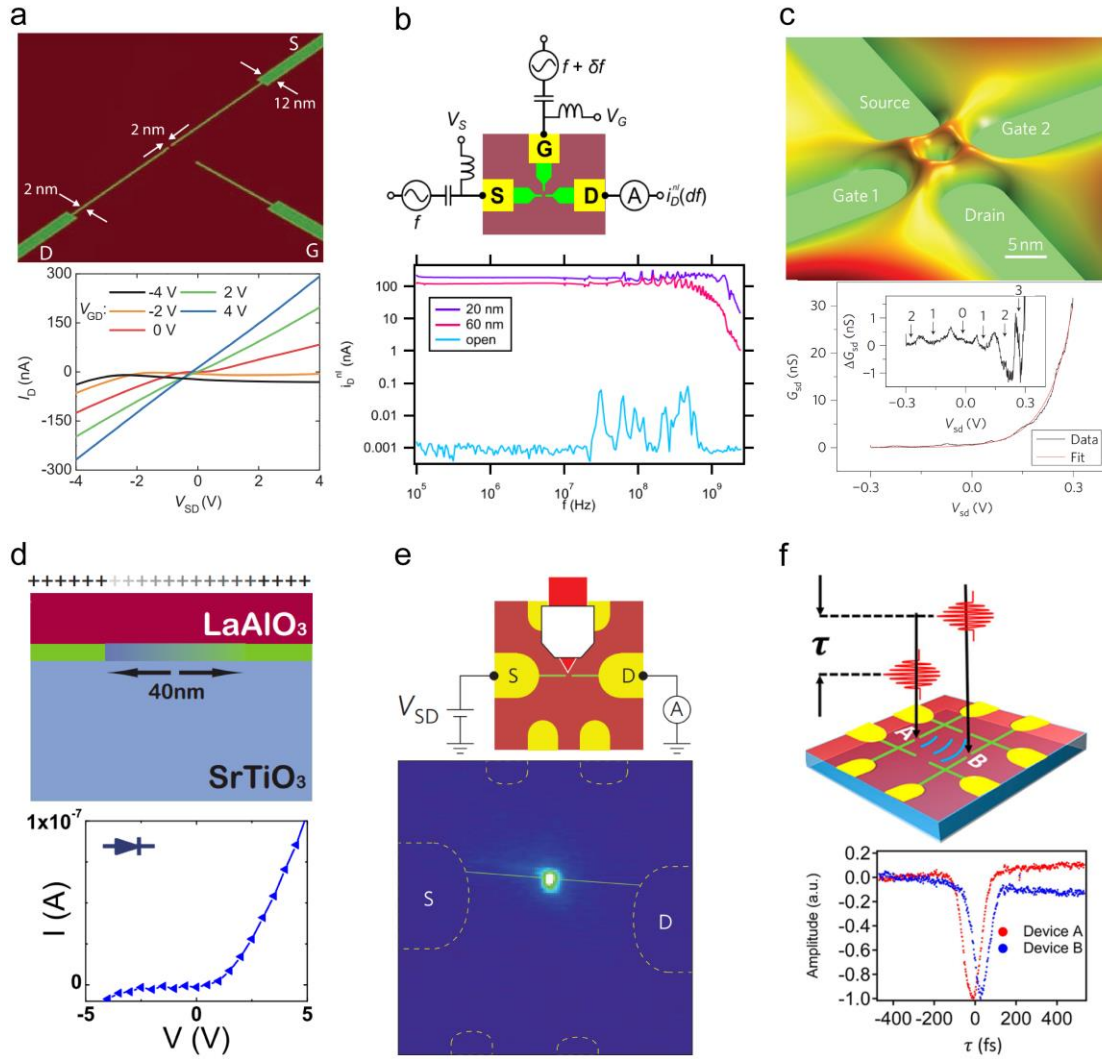 a
S
12 nm
2 nm
2 nm
D
G
300
150
0
-150
-300
I_D (nA)
V_GD:
-4 V
-2 V
0 V
2 V
4 V
-4
-2
0
2
4
V_SD (V)
b
f + δf
V_G
V_S
G
S
D
A
i_D^nl(df)
f
100
10
1
0.1
0.01
0.001
i_D^nl (nA)
20 nm
60 nm
open
10^5
10^6
10^7
10^8
10^9
f (Hz)
c
Source
Gate 2
Gate 1
Drain
5 nm
30
20
10
0
G_sd (nS)
3
2 1 0 1 2
1
0
-1
ΔG_sd (nS)
-0.3
0.0
0.3
V_sd (V)
Data
Fit
−0.3
0.0
0.3
V_sd (V)
d
++++++++++++++++++++++
LaAlO₃
40nm
SrTiO₃
1x10^-7
0
I (A)
-5
0
5
V (V)
e
S
D
V_SD
A
S
D
f
τ
A
B
0.2
0.0
-0.2
-0.4
-0.6
-0.8
-1.0
Amplitude (a.u.)
Device A
Device B
-400
-200
0
200
400
τ (fs)